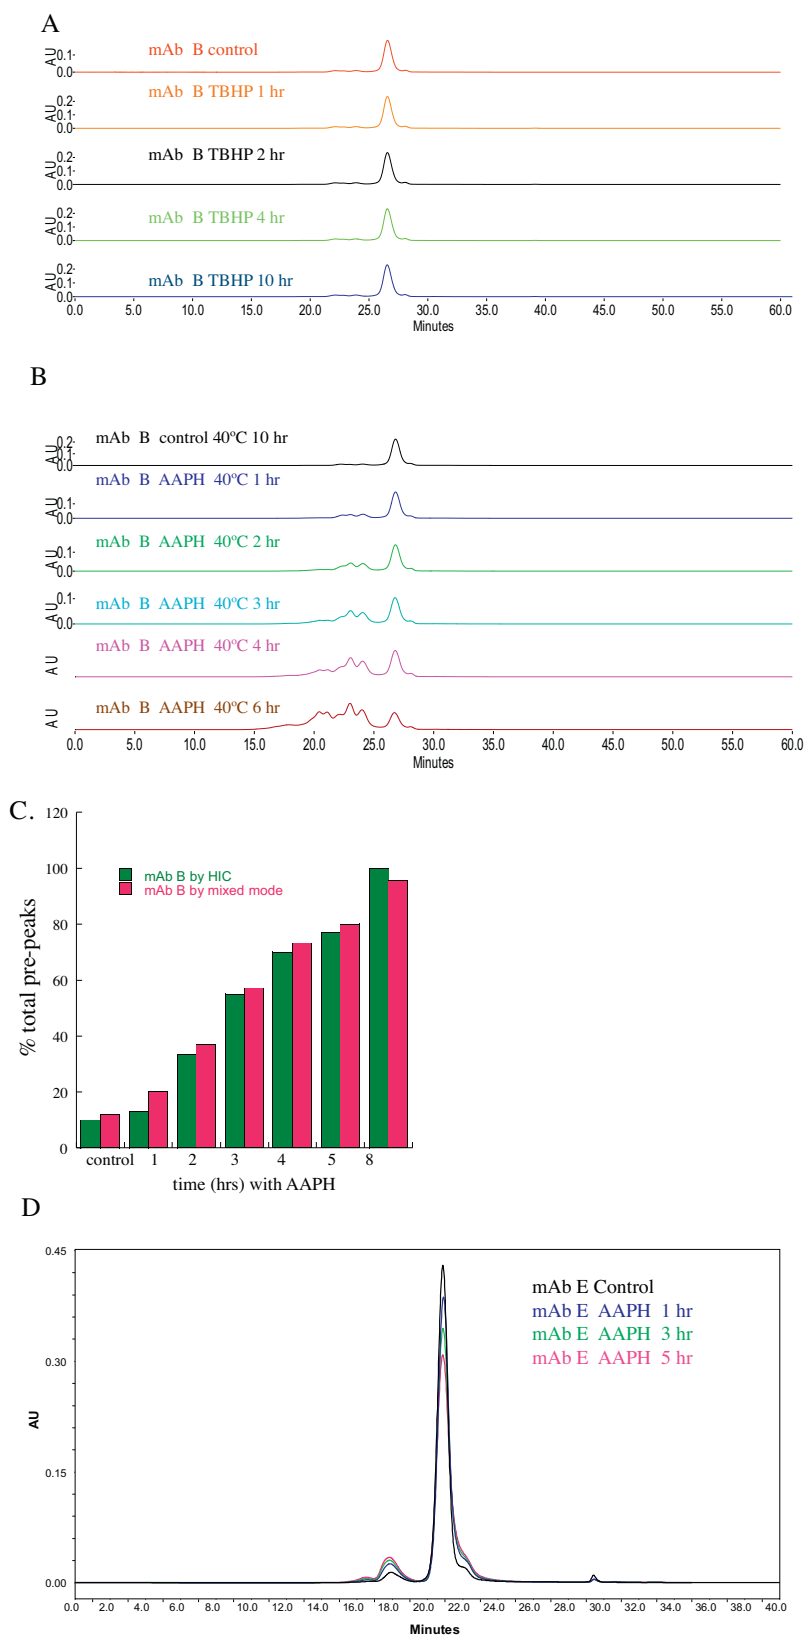 A
mAb B control
AU
0.1
0.0
mAb B TBHP 1 hr
AU
0.2
0.1
0.0
mAb B TBHP 2 hr
AU
0.2
0.1
0.0
mAb B TBHP 4 hr
AU
0.2
0.1
0.0
mAb B TBHP 10 hr
AU
0.2
0.1
0.0
0.0 5.0 10.0 15.0 20.0 25.0 30.0 35.0 40.0 45.0 50.0 55.0 60.0
Minutes
B
mAb B control 40ºC 10 hr
AU
0.2
0.1
0.0
mAb B AAPH 40ºC 1 hr
AU
0.1
0.0
mAb B AAPH 40ºC 2 hr
AU
0.1
0.0
mAb B AAPH 40ºC 3 hr
AU
0.1
0.0
mAb B AAPH 40ºC 4 hr
AU
mAb B AAPH 40ºC 6 hr
AU
0.0 5.0 10.0 15.0 20.0 25.0 30.0 35.0 40.0 45.0 50.0 55.0 60.0
Minutes
C.
% total pre-peaks
120
100
80
60
40
20
0
mAb B by HIC
mAb B by mixed mode
control 1 2 3 4 5 8
time (hrs) with AAPH
D
AU
0.45
0.30
0.15
0.00
mAb E Control
mAb E AAPH 1 hr
mAb E AAPH 3 hr
mAb E AAPH 5 hr
0.0 2.0 4.0 6.0 8.0 10.0 12.0 14.0 16.0 18.0 20.0 22.0 24.0 26.0 28.0 30.0 32.0 34.0 36.0 38.0 40.0
Minutes